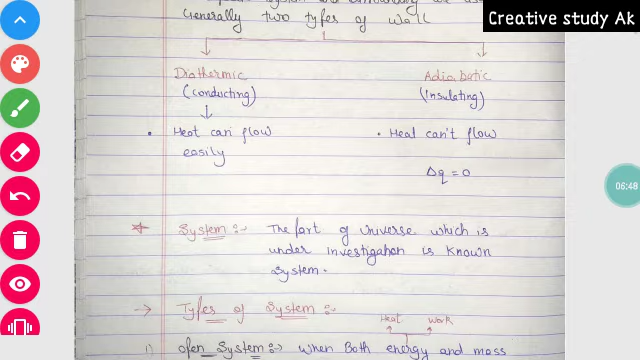 Creative study Ak
Generally two types of Wall
Diathermic
(conducting)
• Heat can flow
easily
Adiabatic
(insulating)
• Heat can't flow
Δq = 0
06:48
* System :- The part of universe which is
under investigation is known
System.
→ Types of System :-
Heat Work
i) open System :- when Both energy and mass